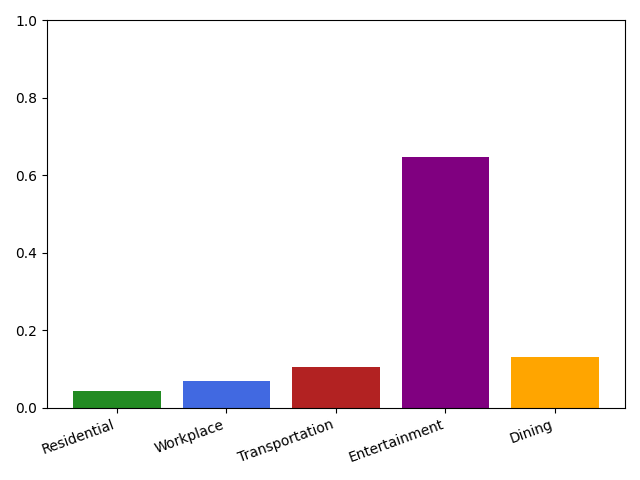 1.0
0.8
0.6
0.4
0.2
0.0
Residential
Workplace
Transportation
Entertainment
Dining